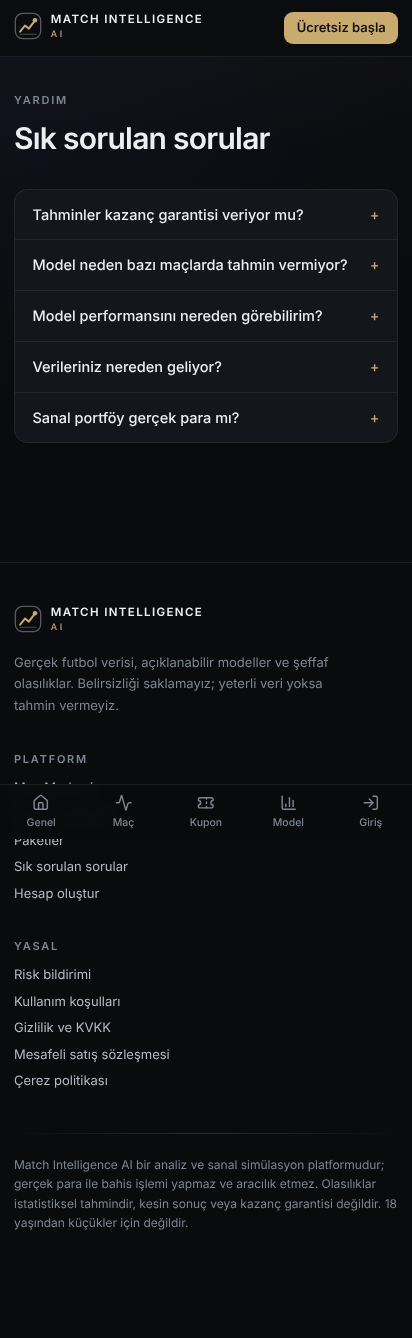 MATCH INTELLIGENCE
AI
Ücretsiz başla
YARDIM
Sık sorulan sorular
Tahminler kazanç garantisi veriyor mu? +
Model neden bazı maçlarda tahmin vermiyor? +
Model performansını nereden görebilirim? +
Verileriniz nereden geliyor? +
Sanal portföy gerçek para mı? +
MATCH INTELLIGENCE
AI
Gerçek futbol verisi, açıklanabilir modeller ve şeffaf
olasılıklar. Belirsizliği saklamayız; yeterli veri yoksa
tahmin vermeyiz.
PLATFORM
Genel Maç Kupon Model Giriş
Paketler
Sık sorulan sorular
Hesap oluştur
YASAL
Risk bildirimi
Kullanım koşulları
Gizlilik ve KVKK
Mesafeli satış sözleşmesi
Çerez politikası
Match Intelligence AI bir analiz ve sanal simülasyon platformudur;
gerçek para ile bahis işlemi yapmaz ve aracılık etmez. Olasılıklar
istatistiksel tahmindir, kesin sonuç veya kazanç garantisi değildir. 18
yaşından küçükler için değildir.